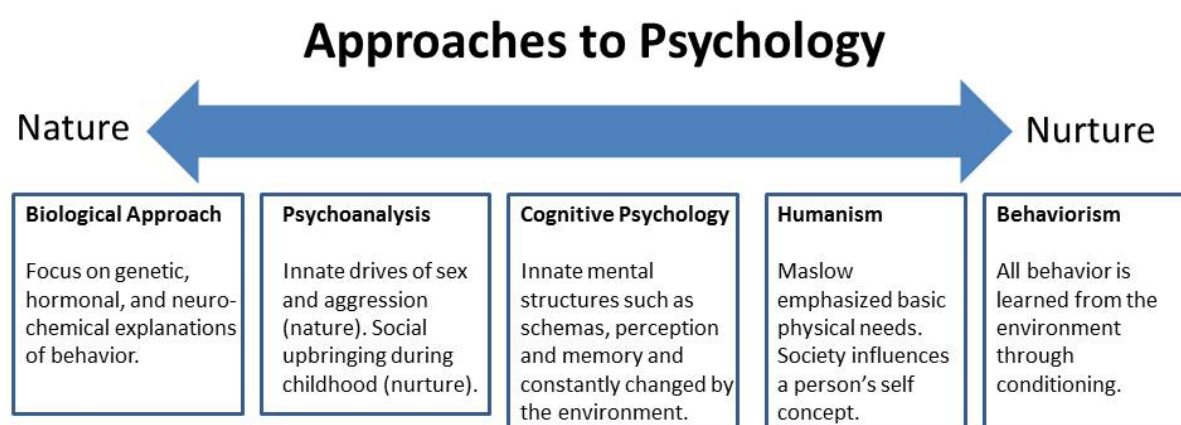 Approaches to Psychology
Nature
Nurture
Biological Approach
Focus on genetic,
hormonal, and neuro-
chemical explanations
of behavior.
Psychoanalysis
Innate drives of sex
and aggression
(nature). Social
upbringing during
childhood (nurture).
Cognitive Psychology
Innate mental
structures such as
schemas, perception
and memory and
constantly changed by
the environment.
Humanism
Maslow
emphasized basic
physical needs.
Society influences
a person's self
concept.
Behaviorism
All behavior is
learned from the
environment
through
conditioning.